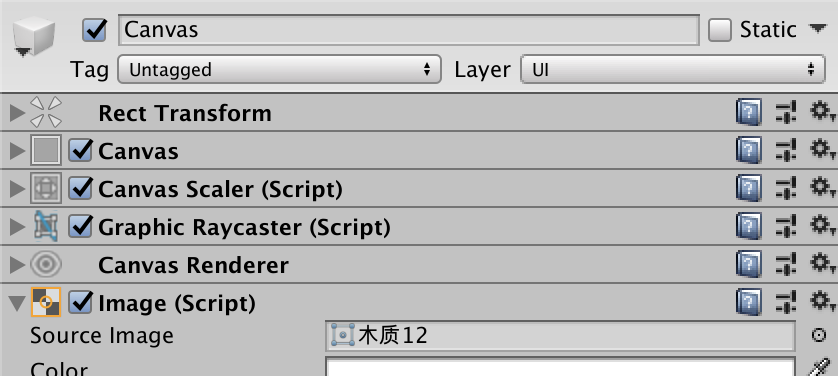 Canvas Static
Tag Untagged Layer UI
Rect Transform
Canvas
Canvas Scaler (Script)
Graphic Raycaster (Script)
Canvas Renderer
Image (Script)
Source Image 木质12
Color